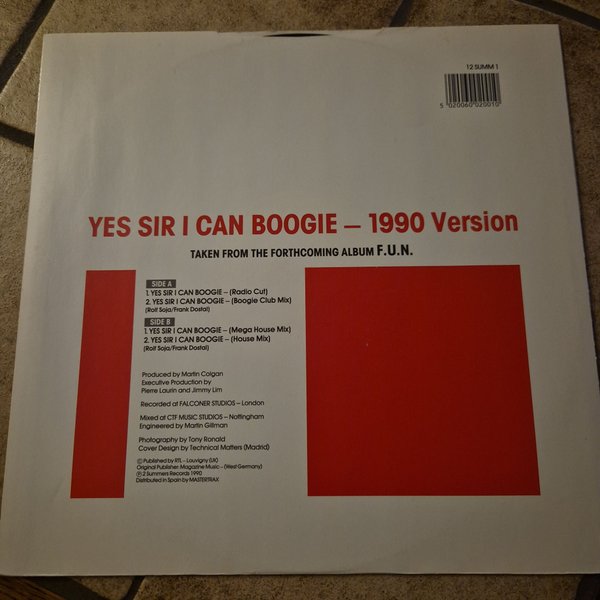 12 SUMM 1
5 020060 020010
YES SIR I CAN BOOGIE – 1990 Version
TAKEN FROM THE FORTHCOMING ALBUM F.U.N.
SIDE A
1. YES SIR I CAN BOOGIE – (Radio Cut)
2. YES SIR I CAN BOOGIE – (Boogie Club Mix)
(Rolf Soja/Frank Dostal)
SIDE B
1. YES SIR I CAN BOOGIE – (Mega House Mix)
2. YES SIR I CAN BOOGIE – (House Mix)
(Rolf Soja/Frank Dostal)
Produced by Martin Colgan
Executive Production by
Pierre Laurin and Jimmy Lim
Recorded at FALCONER STUDIOS – London
Mixed at CTF MUSIC STUDIOS – Nottingham
Engineered by Martin Gillman
Photography by Tony Ronald
Cover Design by Technical Matters (Madrid)
© Published by RTL – Louvigny (UK)
Original Publisher Magazine Music – (West Germany)
℗ 2 Summers Records 1990
Distributed in Spain by MASTERTRAX